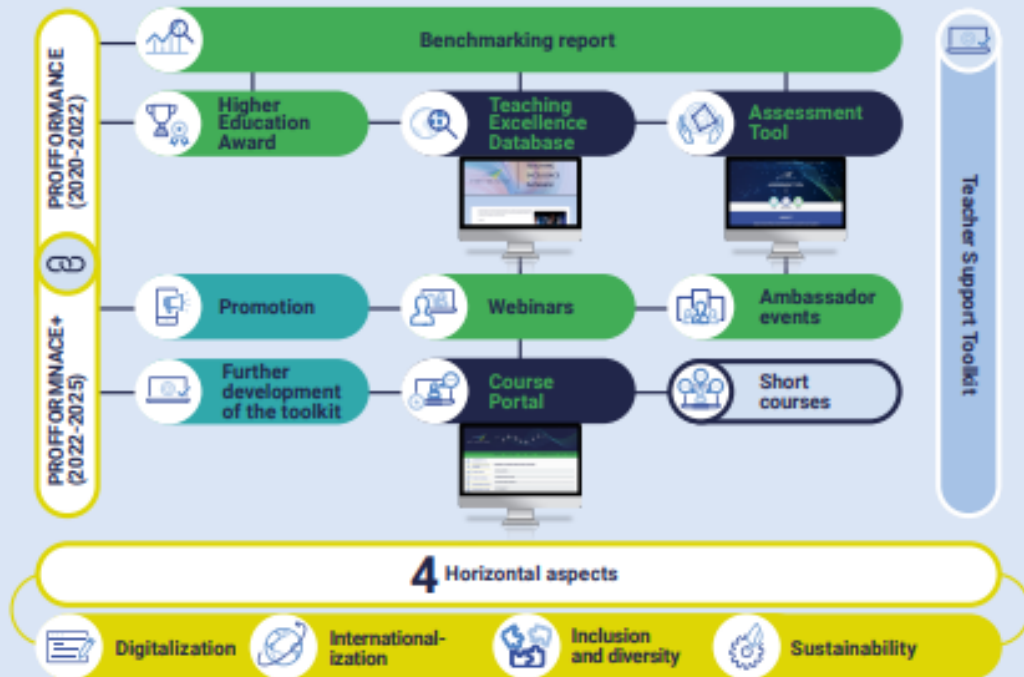 PROFFORMANCE
(2020-2022)
Benchmarking report
Higher
Education
Award
Teaching
Excellence
Database
Assessment
Tool
Teacher Support Toolkit
PROFFORMNACE+
(2022-2025)
Promotion
Webinars
Ambassador
events
Further
development
of the toolkit
Course
Portal
Short
courses
4 Horizontal aspects
Digitalization
International-
ization
Inclusion
and diversity
Sustainability